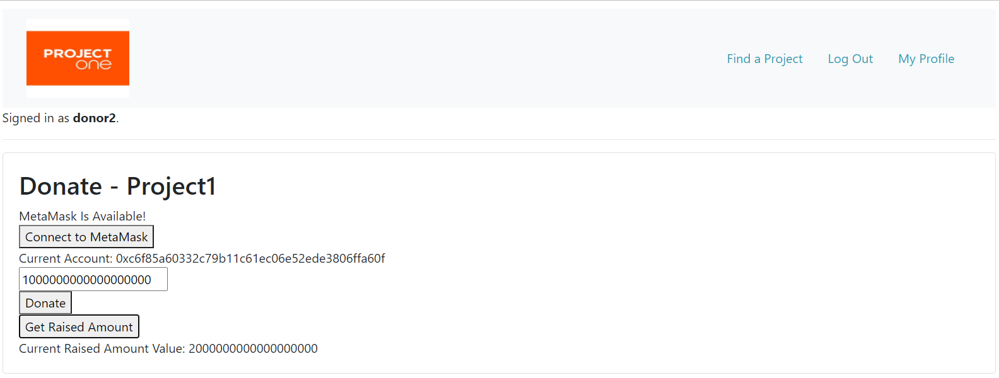 PROJECT
one
Find a Project Log Out My Profile
Signed in as donor2.
Donate - Project1
MetaMask Is Available!
Connect to MetaMask
Current Account: 0xc6f85a60332c79b11c61ec06e52ede3806ffa60f
1000000000000000000
Donate
Get Raised Amount
Current Raised Amount Value: 2000000000000000000